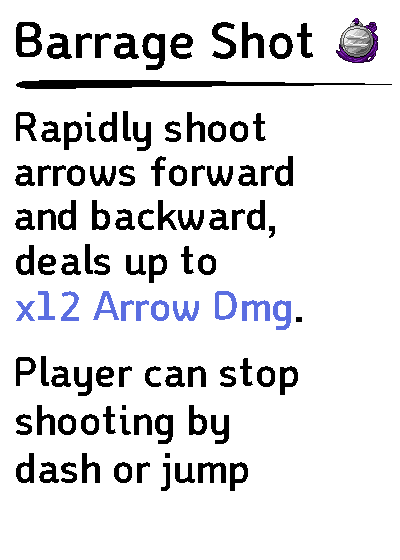 Barrage Shot
Rapidly shoot
arrows forward
and backward,
deals up to
x12 Arrow Dmg.
Player can stop
shooting by
dash or jump